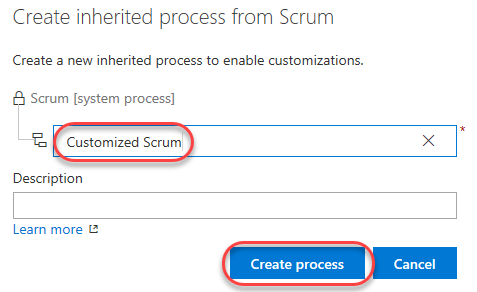 Create inherited process from Scrum
Create a new inherited process to enable customizations.
Scrum [system process]
Customized Scrum
*
Description
Learn more
Create process
Cancel